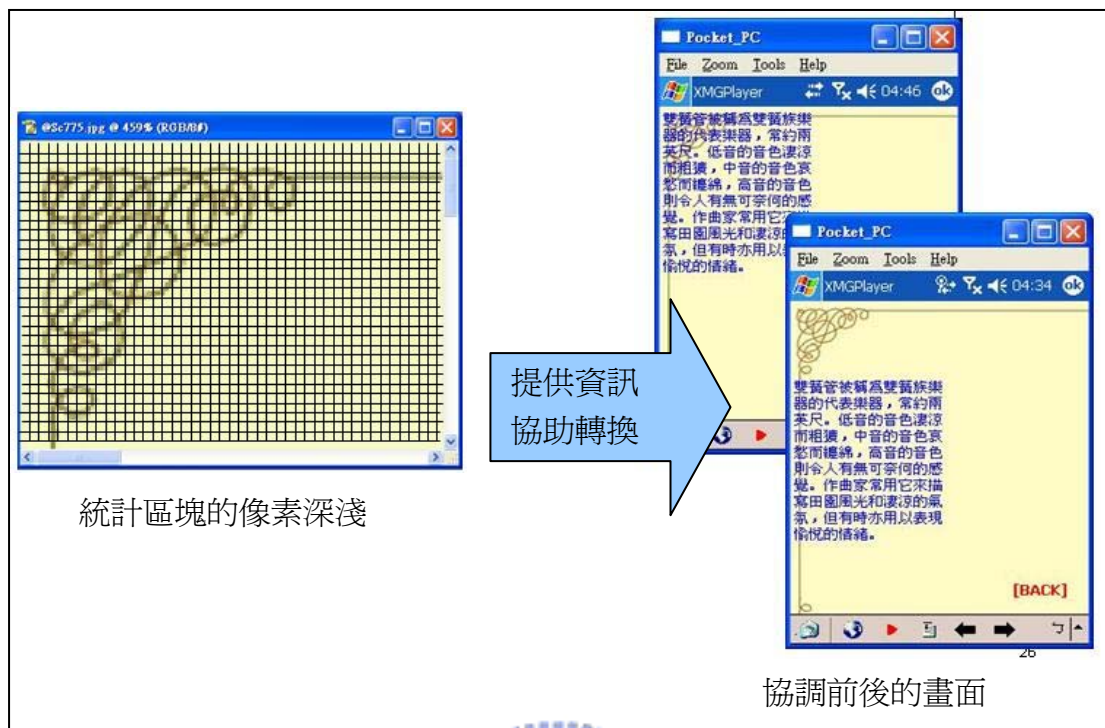 @Sc775.jpg @ 459% (RGB/8#)
統計區塊的像素深淺
提供資訊
協助轉換
Pocket_PC
File Zoom Tools Help
XMGPlayer 04:46 ok
雙簧管被稱為雙簧族樂
器的代表樂器，常約兩
英尺。低音的音色淒涼
而粗獷，中音的音色哀
愁而纏綿，高音的音色
則令人有無可奈何的感
覺。作曲家常用它來描
寫田園風光和淒涼的
氛，但有時亦用以
愉悅的情緒。
Pocket_PC
File Zoom Tools Help
XMGPlayer 04:34 ok
雙簧管被稱為雙簧族樂
器的代表樂器，常約兩
英尺。低音的音色淒涼
而粗獷，中音的音色哀
愁而纏綿，高音的音色
則令人有無可奈何的感
覺。作曲家常用它來描
寫田園風光和淒涼的氣
氛，但有時亦用以表現
愉悅的情緒。
[BACK]
ㄅ
26
協調前後的畫面